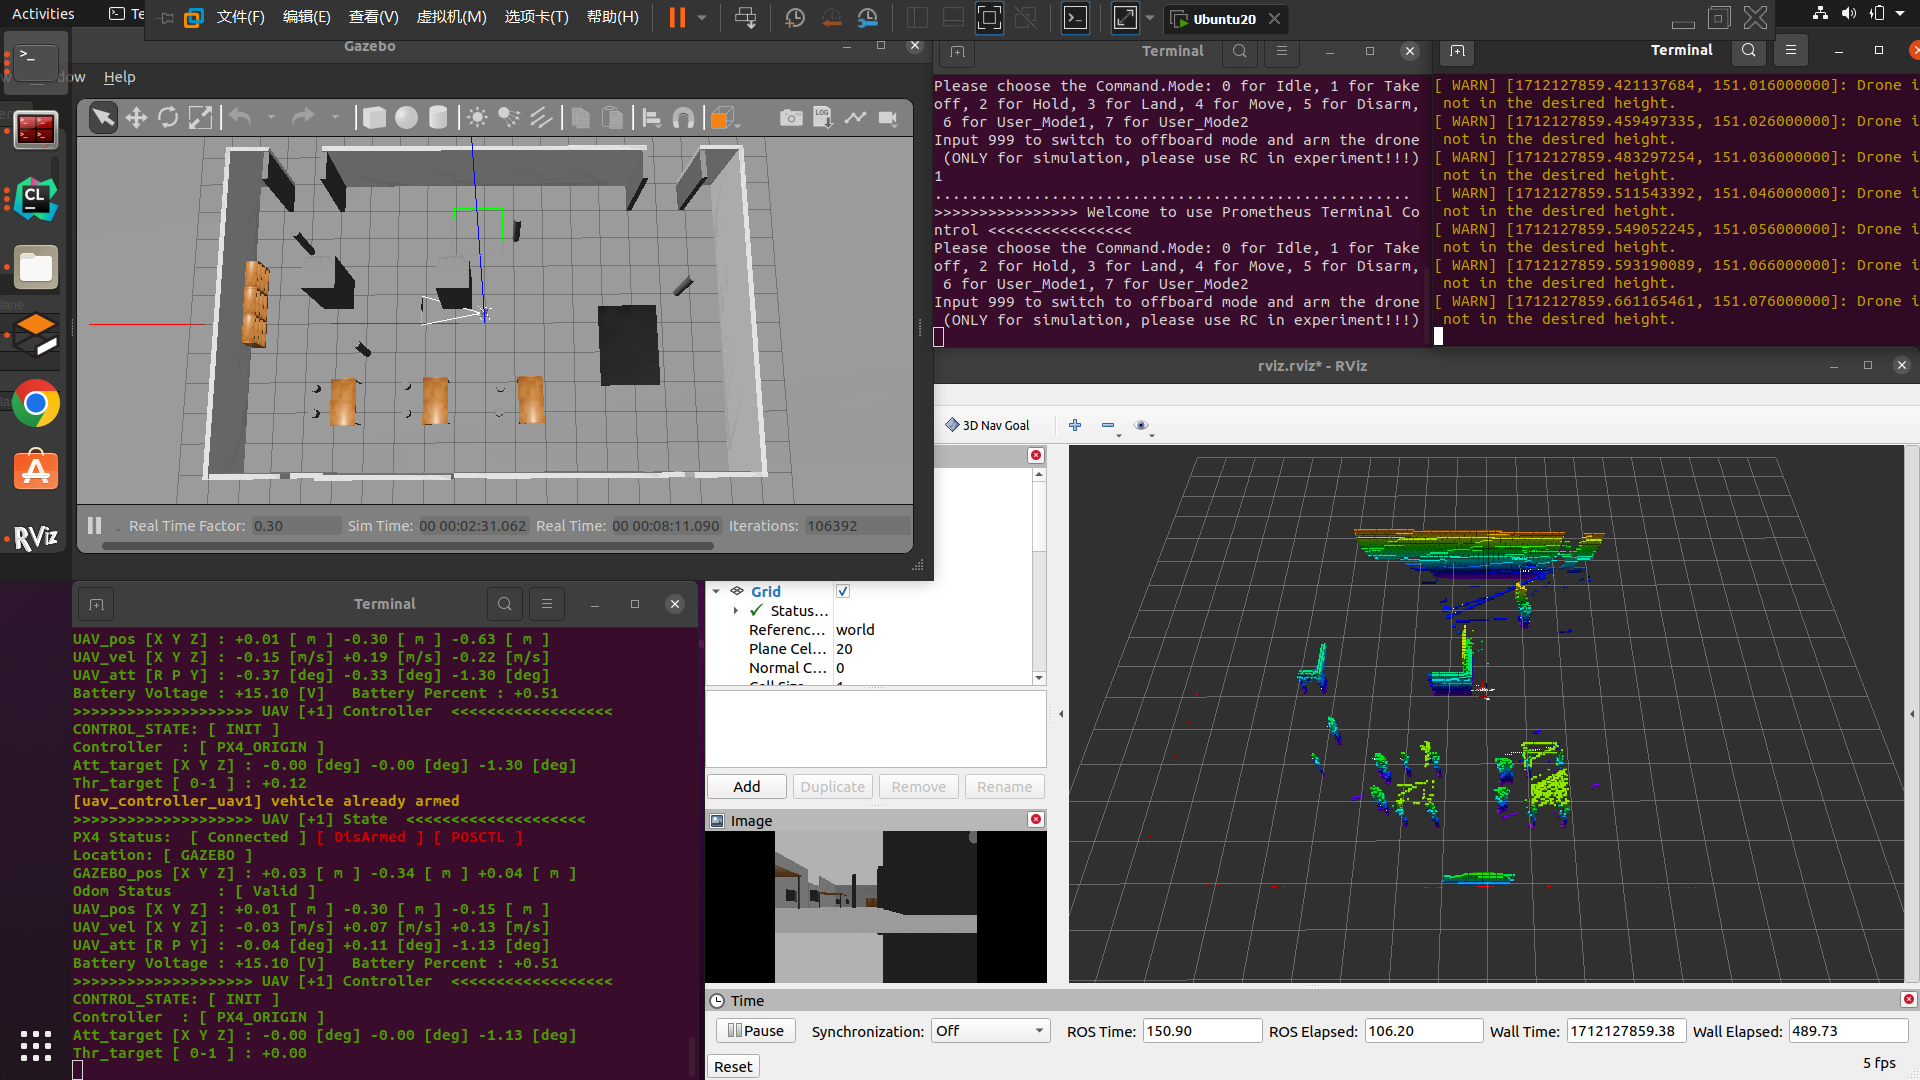 Activities
Te
文件(F) 编辑(E) 查看(V) 虚拟机(M) 选项卡(T) 帮助(H)
Ubuntu20
Gazebo
dow Help
Real Time Factor: 0.30 Sim Time: 00 00:02:31.062 Real Time: 00 00:08:11.090 Iterations: 106392
Terminal
Please choose the Command.Mode: 0 for Idle, 1 for Take
off, 2 for Hold, 3 for Land, 4 for Move, 5 for Disarm,
6 for User_Mode1, 7 for User_Mode2
Input 999 to switch to offboard mode and arm the drone
(ONLY for simulation, please use RC in experiment!!!)
1
.....................................................
>>>>>>>>>>>>>>>> Welcome to use Prometheus Terminal Co
ntrol <<<<<<<<<<<<<<<<
Please choose the Command.Mode: 0 for Idle, 1 for Take
off, 2 for Hold, 3 for Land, 4 for Move, 5 for Disarm,
6 for User_Mode1, 7 for User_Mode2
Input 999 to switch to offboard mode and arm the drone
(ONLY for simulation, please use RC in experiment!!!)
Terminal
[ WARN] [1712127859.421137684, 151.016000000]: Drone i
not in the desired height.
[ WARN] [1712127859.459497335, 151.026000000]: Drone i
not in the desired height.
[ WARN] [1712127859.483297254, 151.036000000]: Drone i
not in the desired height.
[ WARN] [1712127859.511543392, 151.046000000]: Drone i
not in the desired height.
[ WARN] [1712127859.549052245, 151.056000000]: Drone i
not in the desired height.
[ WARN] [1712127859.593190089, 151.066000000]: Drone i
not in the desired height.
[ WARN] [1712127859.661165461, 151.076000000]: Drone i
not in the desired height.
CL
RViz
Terminal
UAV_pos [X Y Z] : +0.01 [ m ] -0.30 [ m ] -0.63 [ m ]
UAV_vel [X Y Z] : -0.15 [m/s] +0.19 [m/s] -0.22 [m/s]
UAV_att [R P Y] : -0.37 [deg] -0.33 [deg] -1.30 [deg]
Battery Voltage : +15.10 [V]   Battery Percent : +0.51
>>>>>>>>>>>>>>>>>>>> UAV [+1] Controller  <<<<<<<<<<<<<<<<<<
CONTROL_STATE: [ INIT ]
Controller  : [ PX4_ORIGIN ]
Att_target [X Y Z] : -0.00 [deg] -0.00 [deg] -1.30 [deg]
Thr_target [ 0-1 ] : +0.12
[uav_controller_uav1] vehicle already armed
>>>>>>>>>>>>>>>>>>>> UAV [+1] State  <<<<<<<<<<<<<<<<<<<<
PX4 Status:  [ Connected ] [ DisArmed ] [ POSCTL ]
Location: [ GAZEBO ]
GAZEBO_pos [X Y Z] : +0.03 [ m ] -0.34 [ m ] +0.04 [ m ]
Odom Status     : [ Valid ]
UAV_pos [X Y Z] : +0.01 [ m ] -0.30 [ m ] -0.15 [ m ]
UAV_vel [X Y Z] : -0.03 [m/s] +0.07 [m/s] +0.13 [m/s]
UAV_att [R P Y] : -0.04 [deg] +0.11 [deg] -1.13 [deg]
Battery Voltage : +15.10 [V]   Battery Percent : +0.51
>>>>>>>>>>>>>>>>>>>> UAV [+1] Controller  <<<<<<<<<<<<<<<<<<
CONTROL_STATE: [ INIT ]
Controller  : [ PX4_ORIGIN ]
Att_target [X Y Z] : -0.00 [deg] -0.00 [deg] -1.13 [deg]
Thr_target [ 0-1 ] : +0.00
rviz.rviz* - RViz
3D Nav Goal
Grid
Status...
Referenc... world
Plane Cel... 20
Normal C... 0
Add Duplicate Remove Rename
Image
Time
Pause Synchronization: Off ROS Time: 150.90 ROS Elapsed: 106.20 Wall Time: 1712127859.38 Wall Elapsed: 489.73
Reset
5 fps